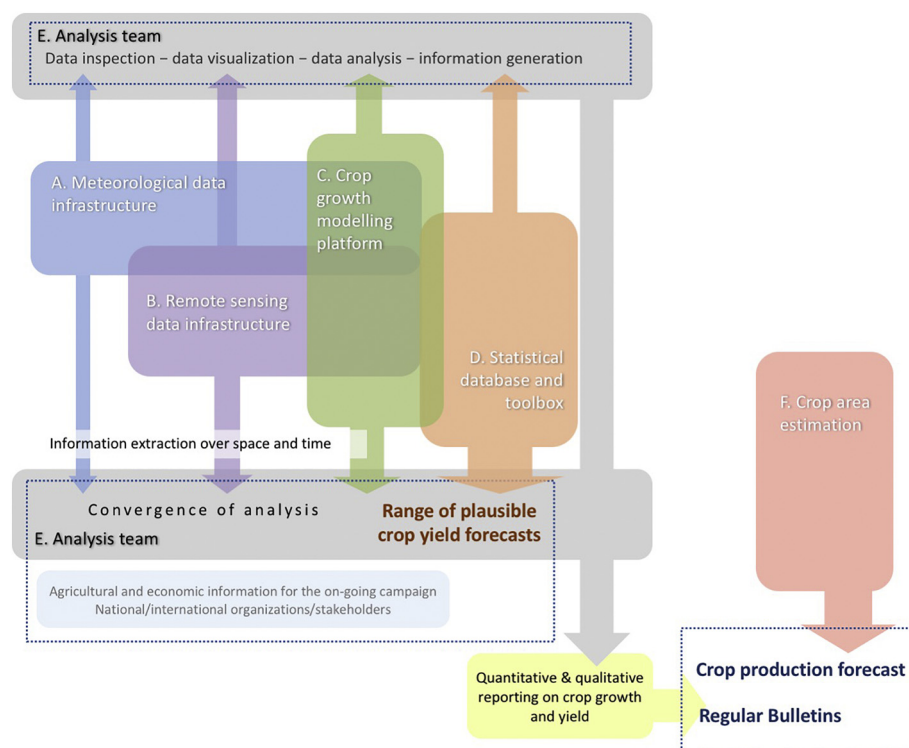 E. Analysis team
Data inspection – data visualization – data analysis – information generation
A. Meteorological data
infrastructure
C. Crop
growth
modelling
platform
B. Remote sensing
data infrastructure
D. Statistical
database and
toolbox
F. Crop area
estimation
Information extraction over space and time
Convergence of analysis
Range of plausible
crop yield forecasts
E. Analysis team
Agricultural and economic information for the on-going campaign
National/international organizations/stakeholders
Quantitative & qualitative
reporting on crop growth
and yield
Crop production forecast
Regular Bulletins